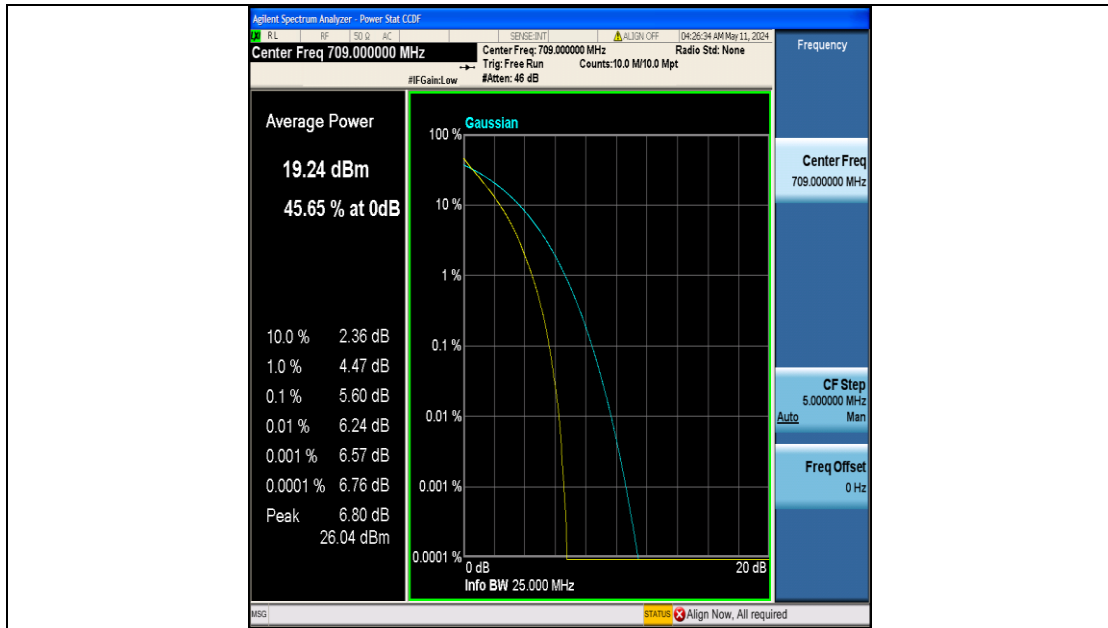 Agilent Spectrum Analyzer - Power Stat CCDF
RL RF 50 Ω AC SENSE:INT ALIGN OFF 04:26:34 AM May 11, 2024
Center Freq 709.000000 MHz
Center Freq: 709.000000 MHz Radio Std: None
Trig: Free Run Counts:10.0 M/10.0 Mpt
#IFGain:Low #Atten: 46 dB
Frequency
Average Power
19.24 dBm
45.65 % at 0dB
10.0 % 2.36 dB
1.0 % 4.47 dB
0.1 % 5.60 dB
0.01 % 6.24 dB
0.001 % 6.57 dB
0.0001 % 6.76 dB
Peak 6.80 dB
26.04 dBm
Gaussian
100 %
10 %
1 %
0.1 %
0.01 %
0.001 %
0.0001 %
0 dB 20 dB
Info BW 25.000 MHz
Center Freq
709.000000 MHz
CF Step
5.000000 MHz
Auto Man
Freq Offset
0 Hz
MSG STATUS Align Now, All required